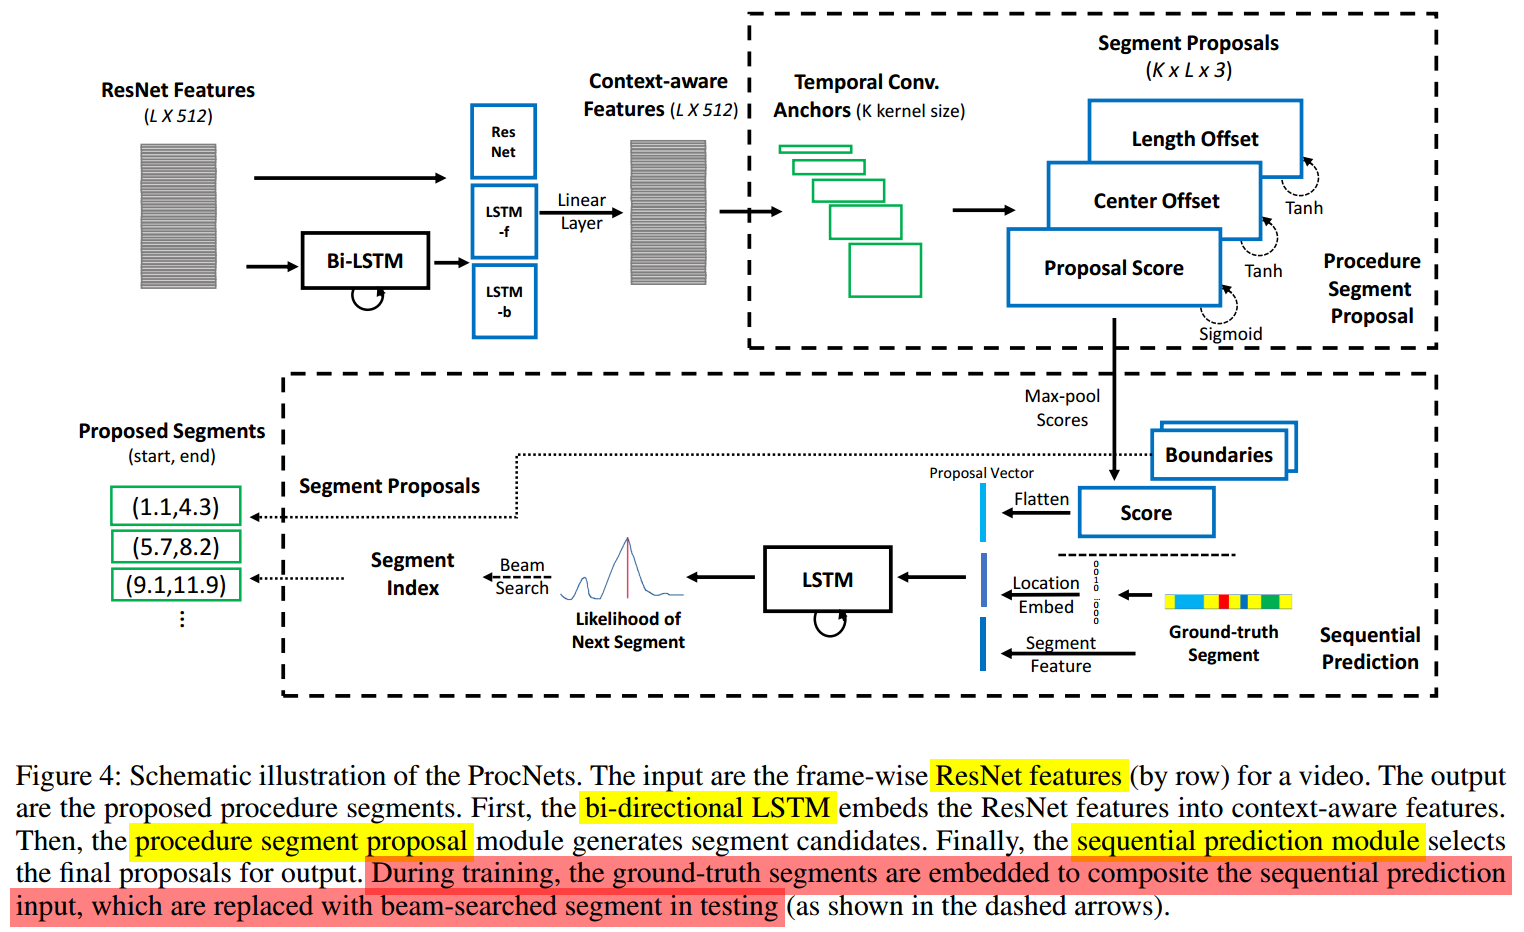 ResNet Features
(L X 512)
Res
Net
LSTM
-f
LSTM
-b
Bi-LSTM
Linear
Layer
Context-aware
Features (L X 512)
Temporal Conv.
Anchors (K kernel size)
Segment Proposals
(K x L x 3)
Length Offset
Tanh
Center Offset
Tanh
Proposal Score
Sigmoid
Procedure
Segment
Proposal
Max-pool
Scores
Boundaries
Score
Proposal Vector
Flatten
0
0
1
0
...
0
0
0
Location
Embed
Segment
Feature
Ground-truth
Segment
Sequential
Prediction
LSTM
Likelihood of
Next Segment
Beam
Search
Segment
Index
Segment Proposals
Proposed Segments
(start, end)
(1.1,4.3)
(5.7,8.2)
(9.1,11.9)
⋮
Figure 4: Schematic illustration of the ProcNets. The input are the frame-wise ResNet features (by row) for a video. The output
are the proposed procedure segments. First, the bi-directional LSTM embeds the ResNet features into context-aware features.
Then, the procedure segment proposal module generates segment candidates. Finally, the sequential prediction module selects
the final proposals for output. During training, the ground-truth segments are embedded to composite the sequential prediction
input, which are replaced with beam-searched segment in testing (as shown in the dashed arrows).